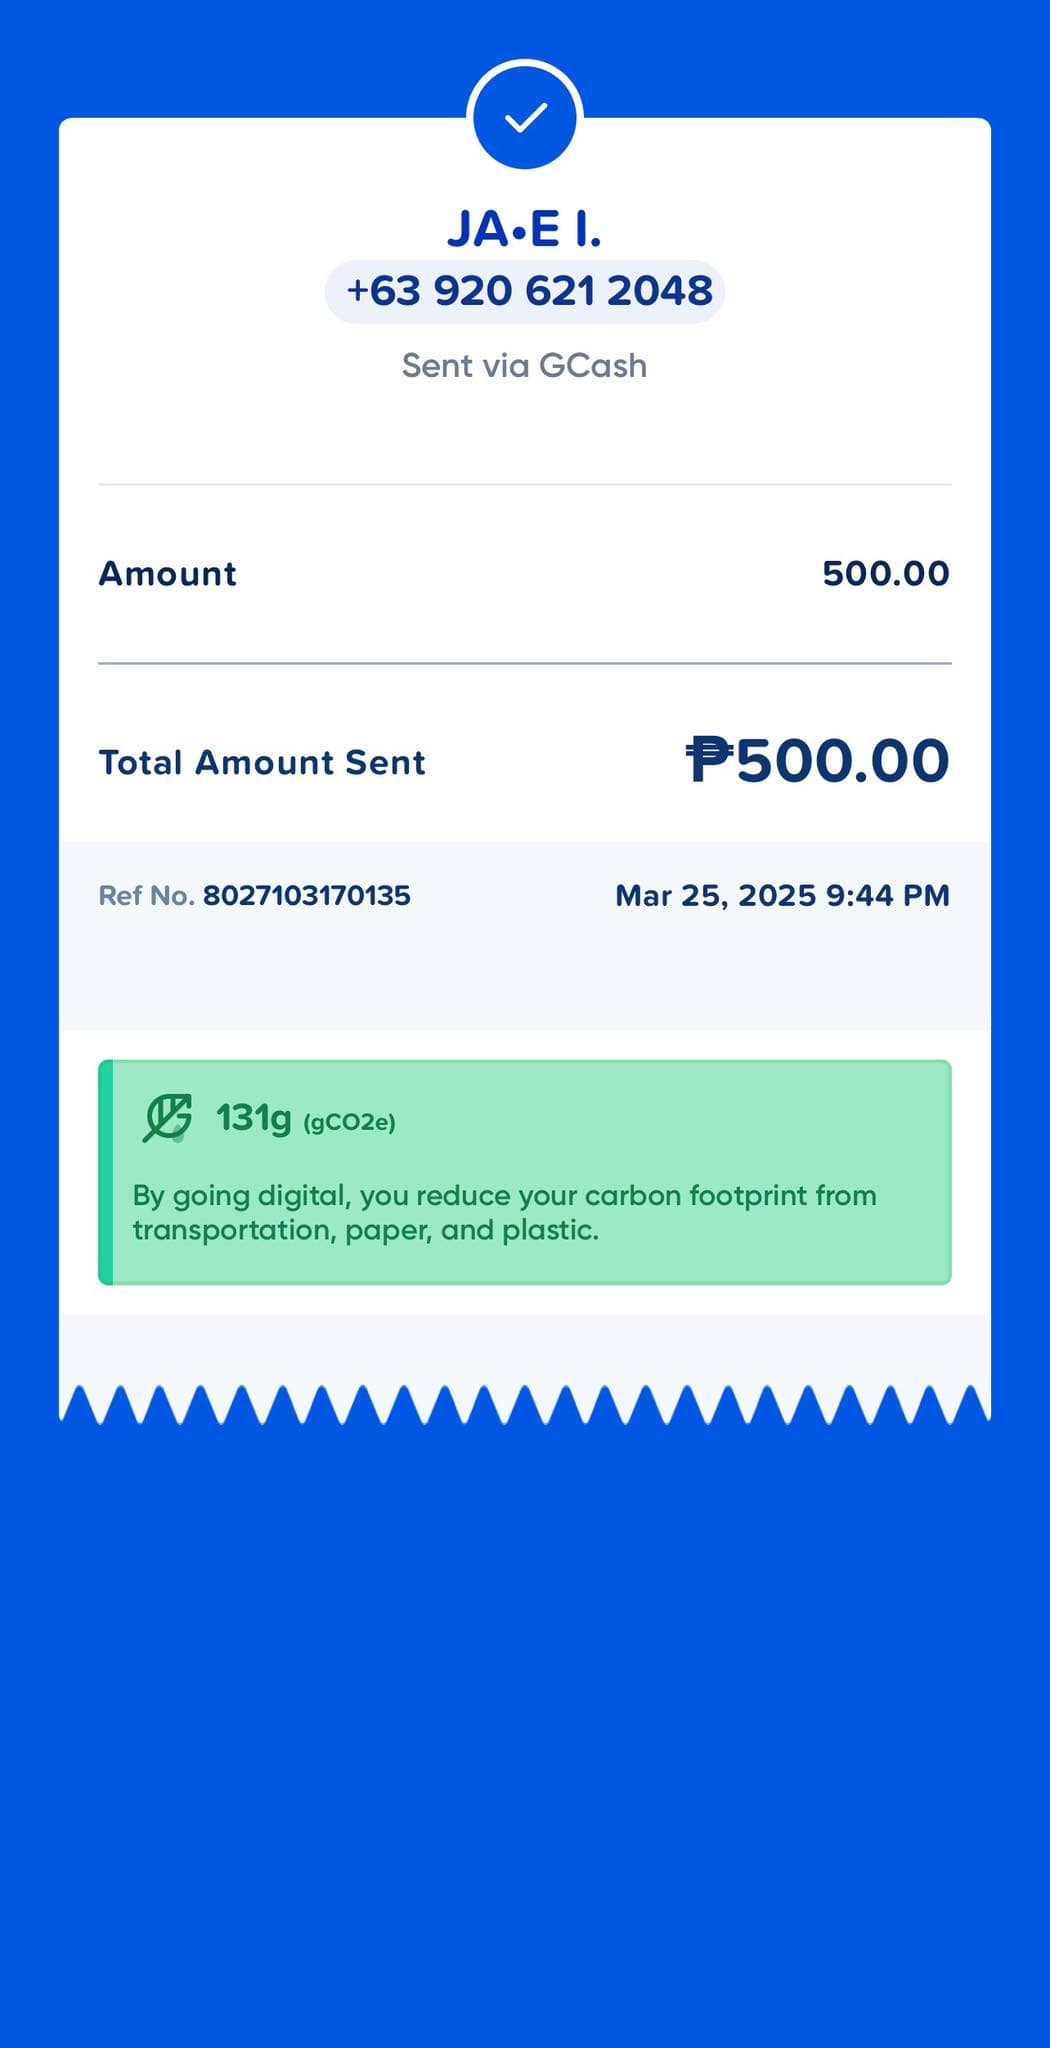 JA•E I.
+63 920 621 2048
Sent via GCash
Amount 500.00
Total Amount Sent ₱500.00
Ref No. 8027103170135 Mar 25, 2025 9:44 PM
131g (gCO2e)
By going digital, you reduce your carbon footprint from
transportation, paper, and plastic.